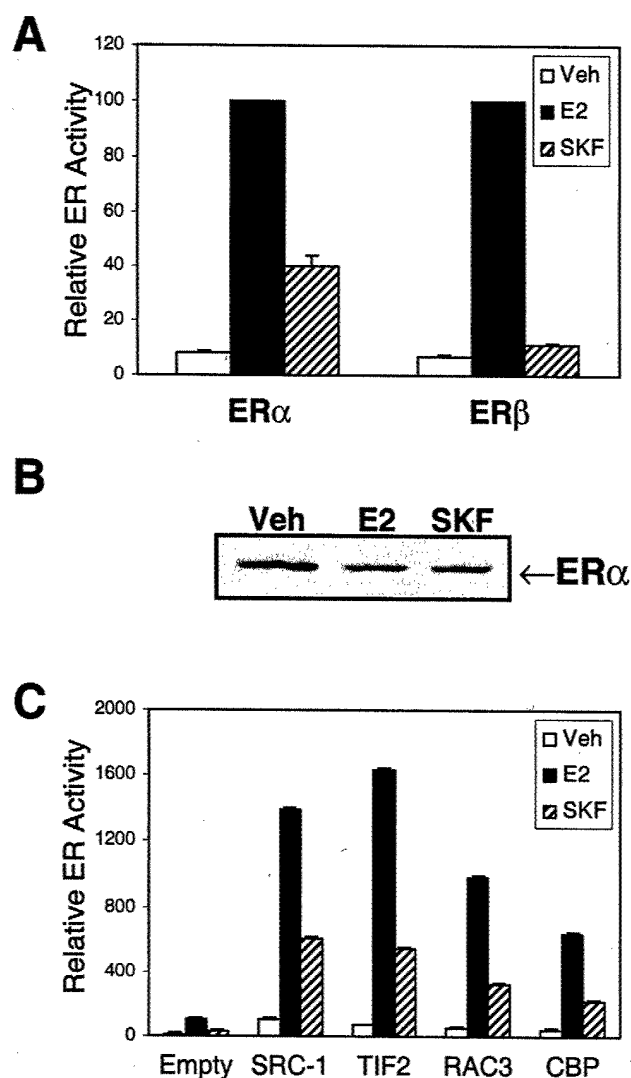 A
120
100
80
60
40
20
0
Relative ER Activity
Veh
E2
SKF
ERα
ERβ
B
Veh E2 SKF
←ERα
C
2000
1600
1200
800
400
0
Relative ER Activity
Veh
E2
SKF
Empty SRC-1 TIF2 RAC3 CBP